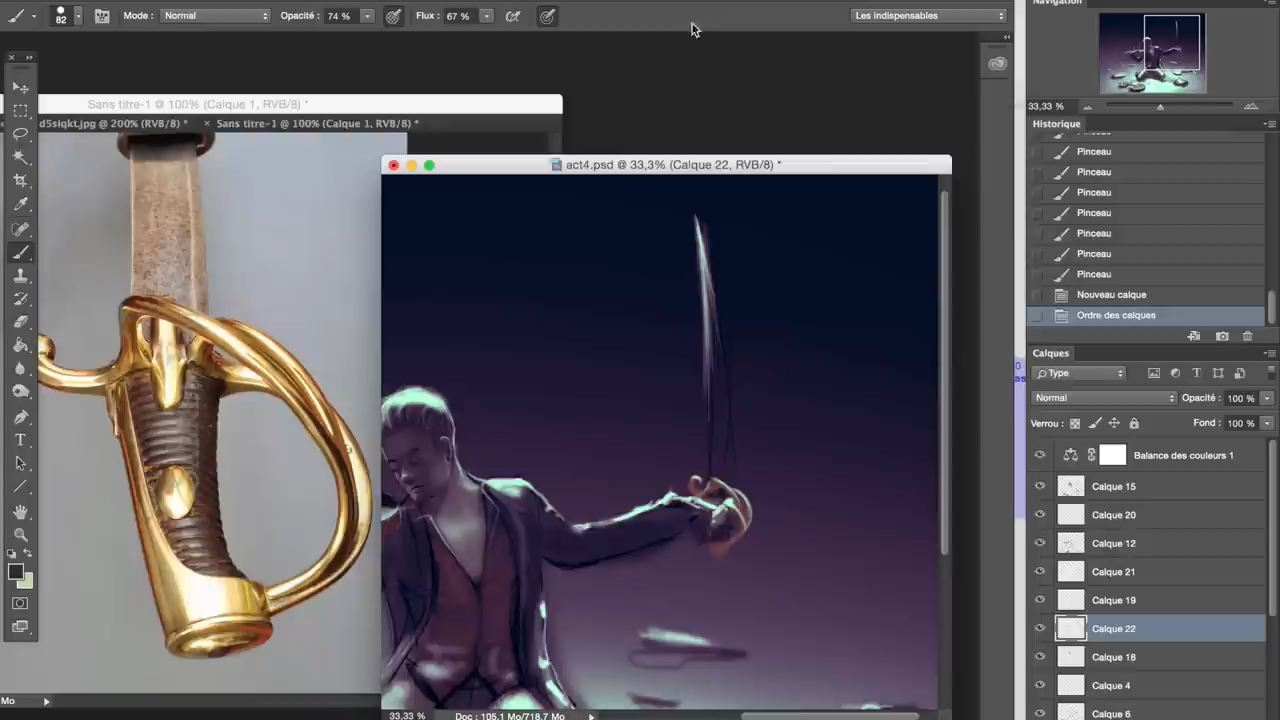 Navigation
82
Mode : Normal
Opacité : 74 %
Flux : 67 %
Les indispensables
Sans titre-1 @ 100% (Calque 1, RVB/8) *
d5siqkt.jpg @ 200% (RVB/8) *
× Sans titre-1 @ 100% (Calque 1, RVB/8) *
act4.psd @ 33,3% (Calque 22, RVB/8) *
33,33 %
Historique
Pinceau
Pinceau
Pinceau
Pinceau
Pinceau
Pinceau
Pinceau
Nouveau calque
Ordre des calques
Calques
Type
Normal
Opacité : 100 %
Verrou :
Fond : 100 %
Balance des couleurs 1
Calque 15
Calque 20
Calque 12
Calque 21
Calque 19
Calque 22
Calque 18
Calque 4
Calque 6
Mo
33,33 %
Doc : 105,1 Mo/718,7 Mo